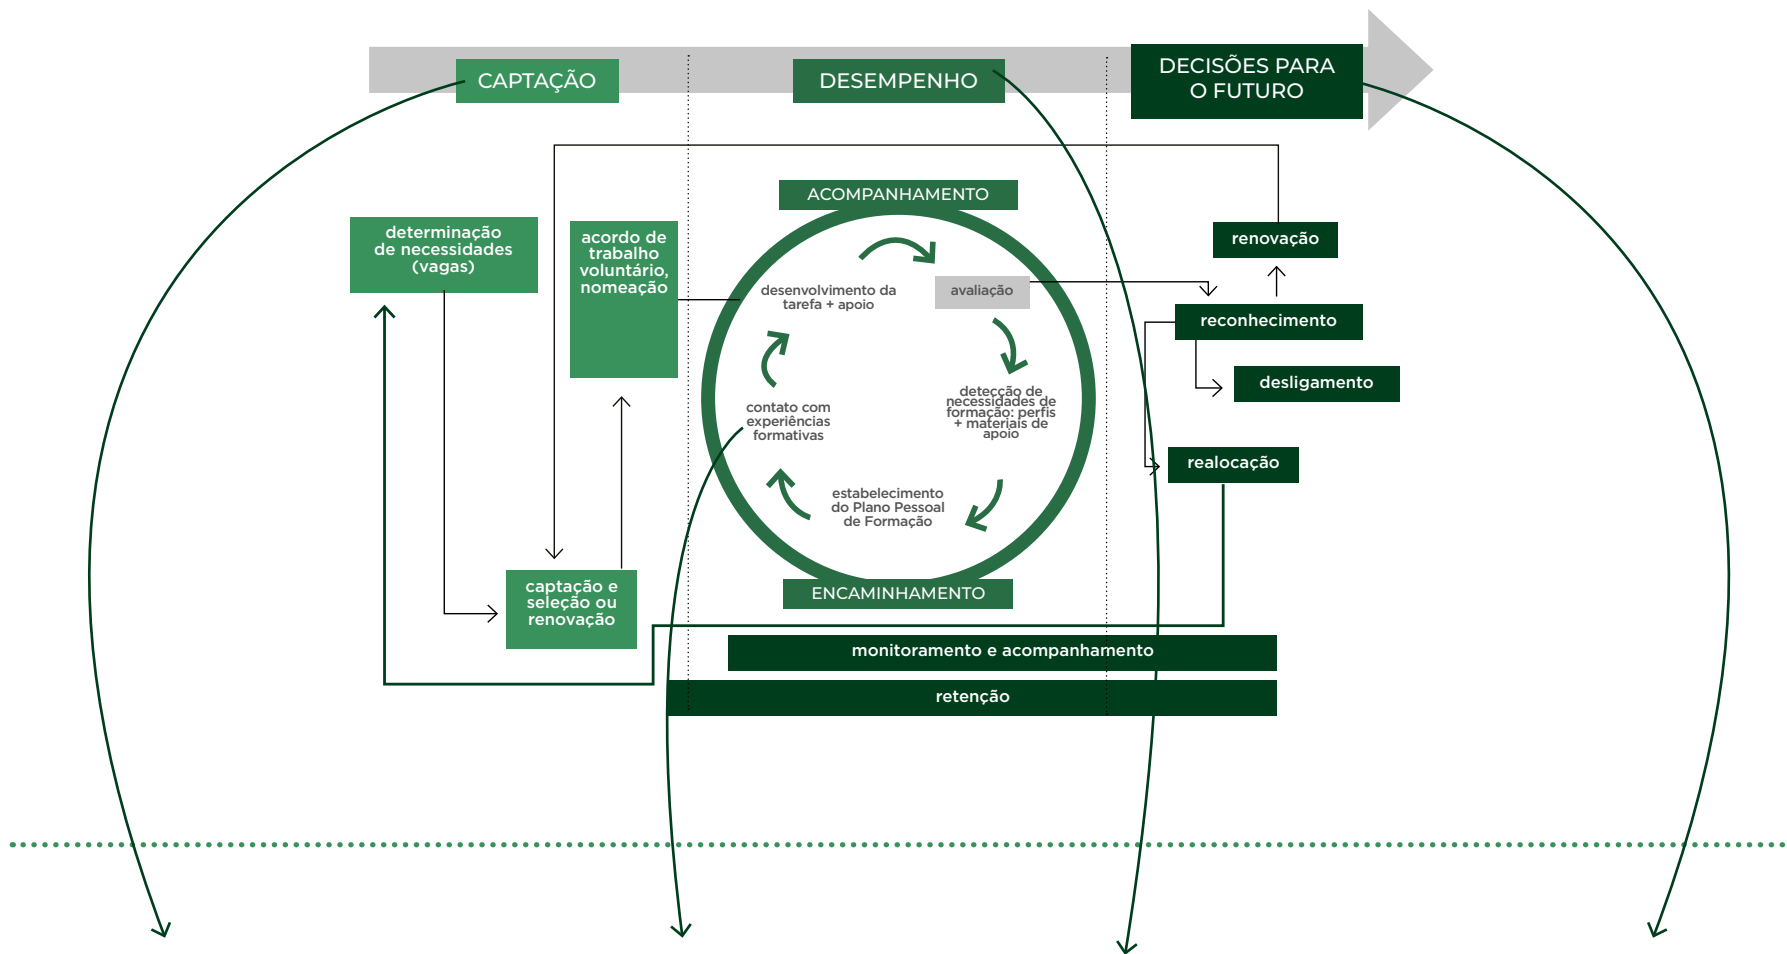 CAPTAÇÃO
DESEMPENHO
DECISÕES PARA
O FUTURO
ACOMPANHAMENTO
determinação
de necessidades
(vagas)
acordo de
trabalho
voluntário,
nomeação
renovação
desenvolvimento da
tarefa + apoio
avaliação
reconhecimento
desligamento
detecção de
necessidades de
formação: perfis
+ materiais de
apoio
contato com
experiências
formativas
realocação
estabelecimento
do Plano Pessoal
de Formação
captação e
seleção ou
renovação
ENCAMINHAMENTO
monitoramento e acompanhamento
retenção